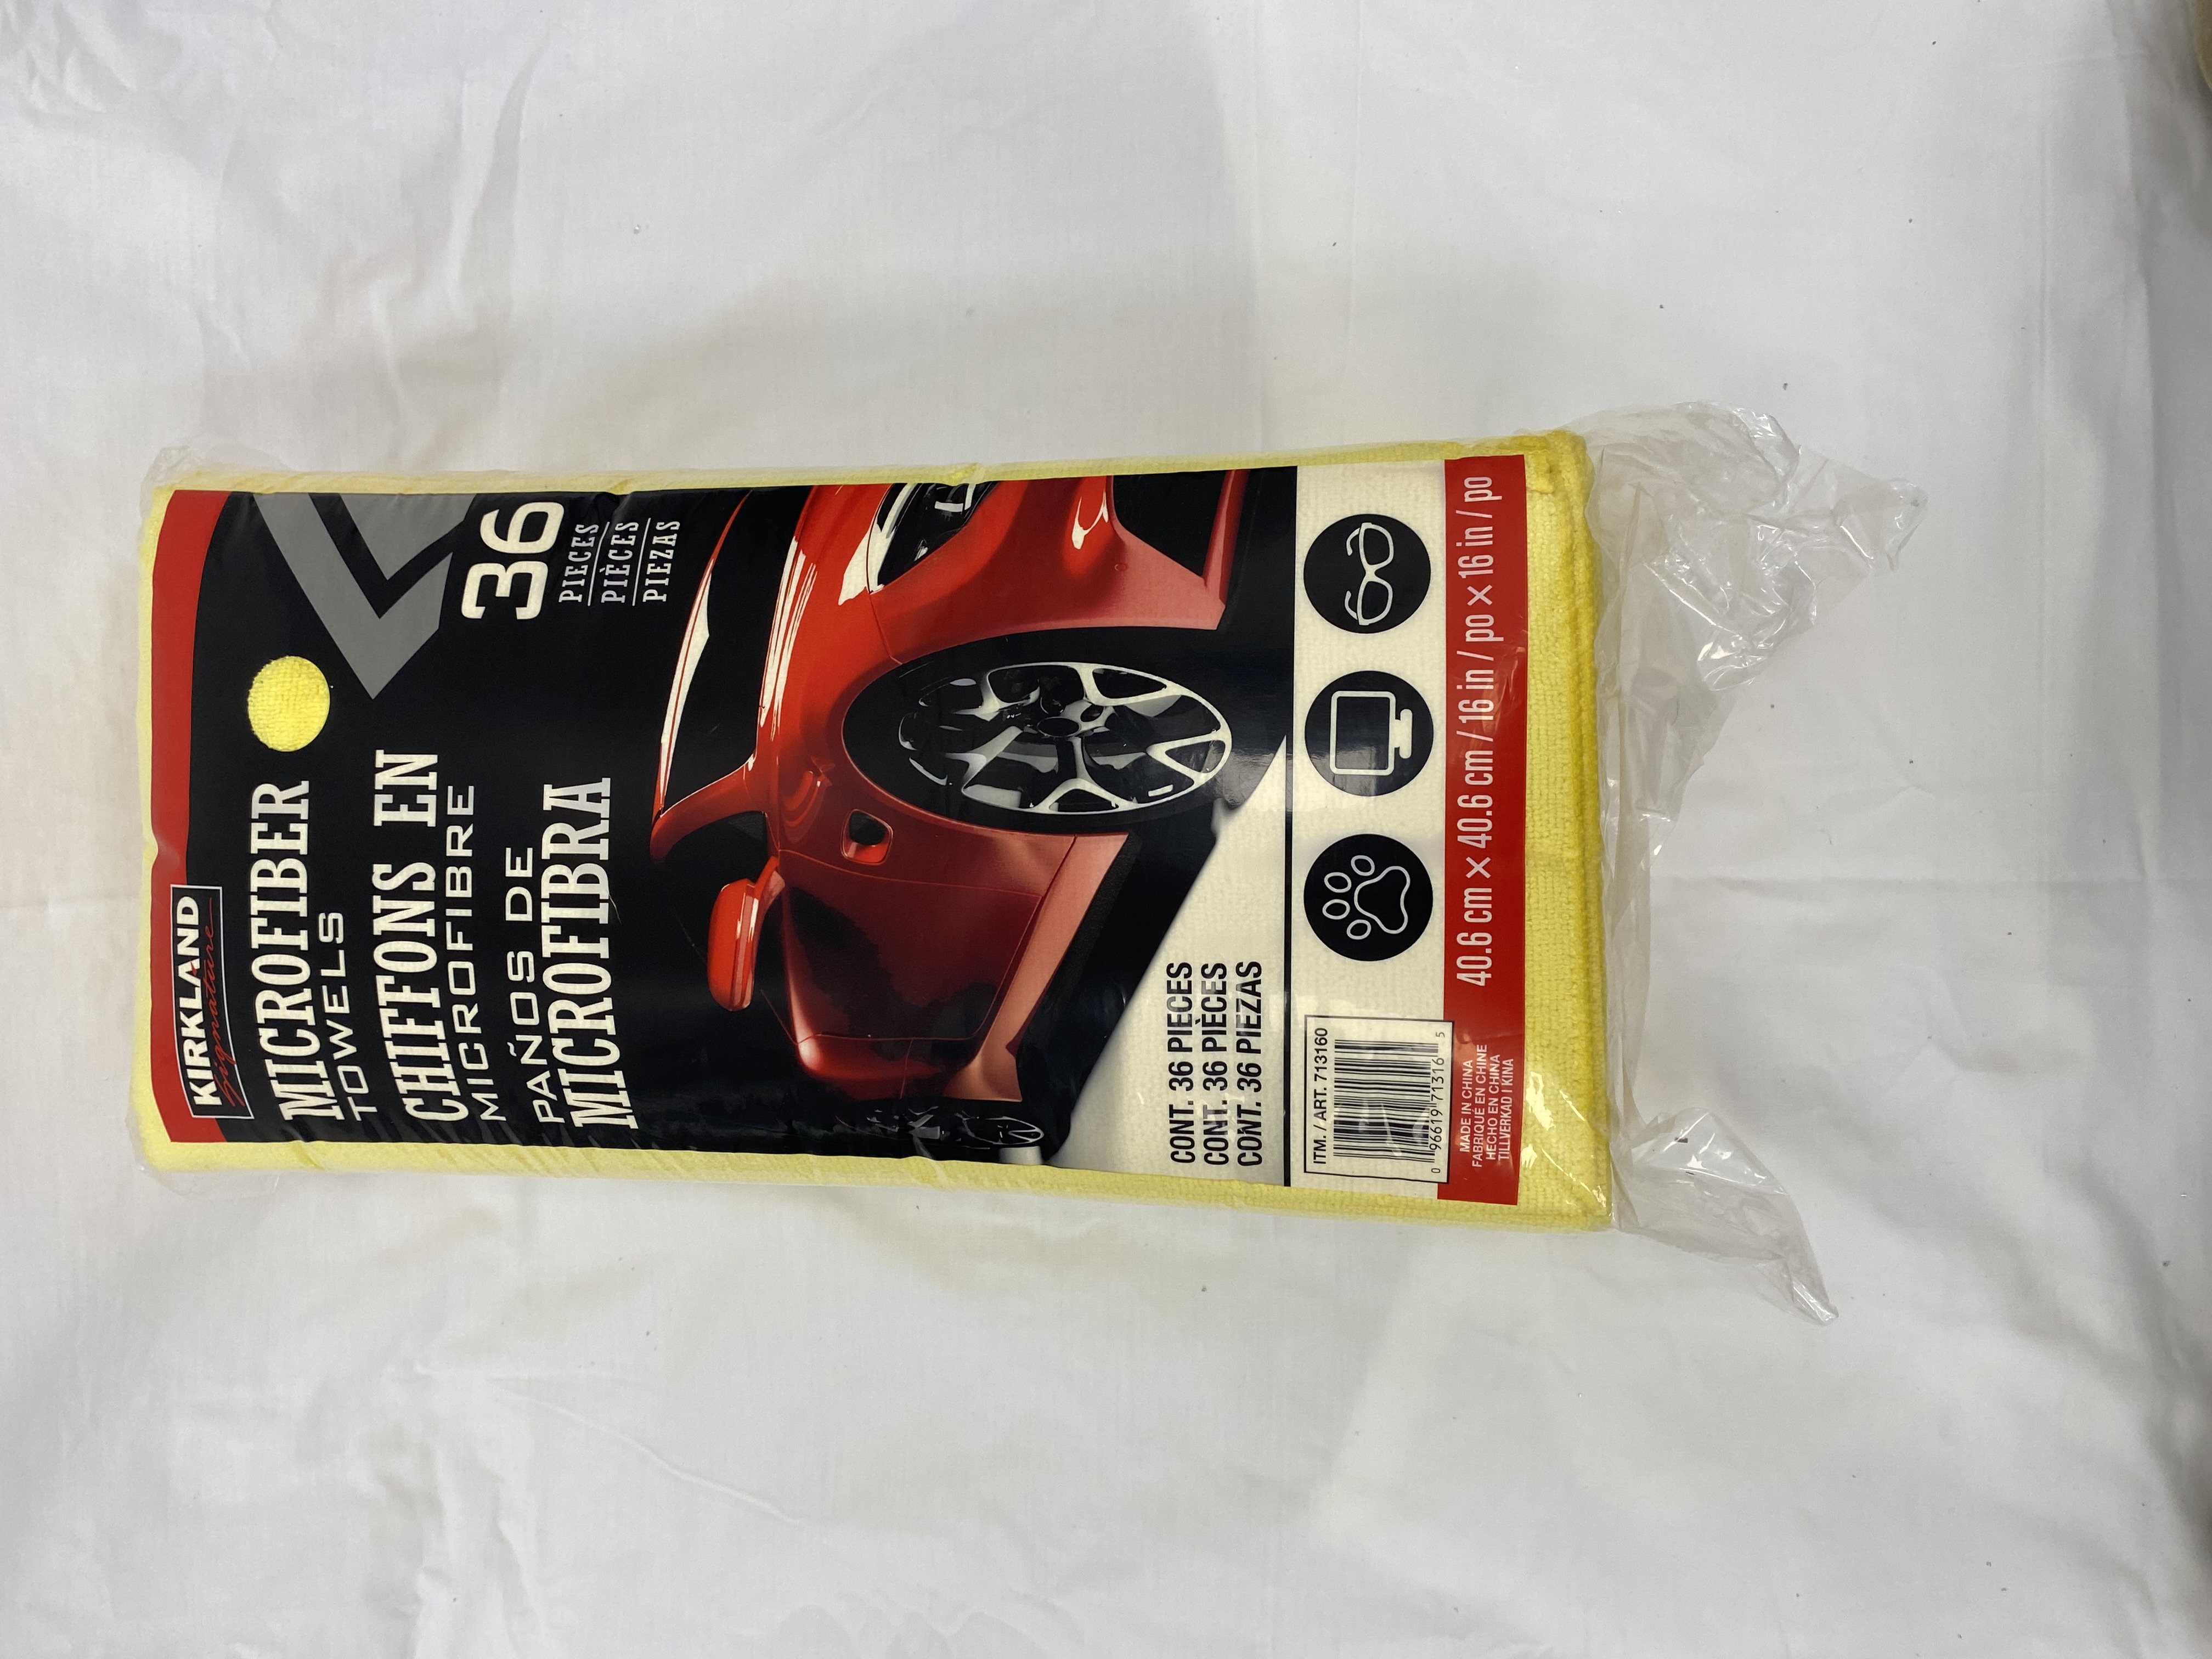 KIRKLAND
Signature
MICROFIBER
TOWELS
CHIFFONS EN
MICROFIBRE
PAÑOS DE
MICROFIBRA
36
PIECES
PIÈCES
PIEZAS
CONT. 36 PIECES
CONT. 36 PIÈCES
CONT. 36 PIEZAS
ITM. / ART. 713160
0 96619 71316 5
MADE IN CHINA
FABRIQUÉ EN CHINE
HECHO EN CHINA
TILLVERKAD I KINA
40.6 cm × 40.6 cm / 16 in / po × 16 in / po